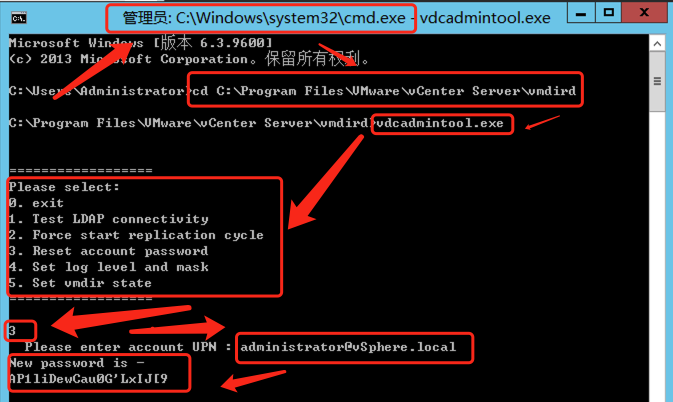 管理员: C:\Windows\system32\cmd.exe - vdcadmintool.exe
Microsoft Windows [版本 6.3.9600]
(c) 2013 Microsoft Corporation。保留所有权利。
C:\Users\Administrator>cd C:\Program Files\VMware\vCenter Server\vmdird
C:\Program Files\VMware\vCenter Server\vmdird>vdcadmintool.exe
==================
Please select:
0. exit
1. Test LDAP connectivity
2. Force start replication cycle
3. Reset account password
4. Set log level and mask
5. Set vmdir state
==================
3
Please enter account UPN : administrator@vSphere.local
New password is -
AP1liDewCau0G'LxIJ[9